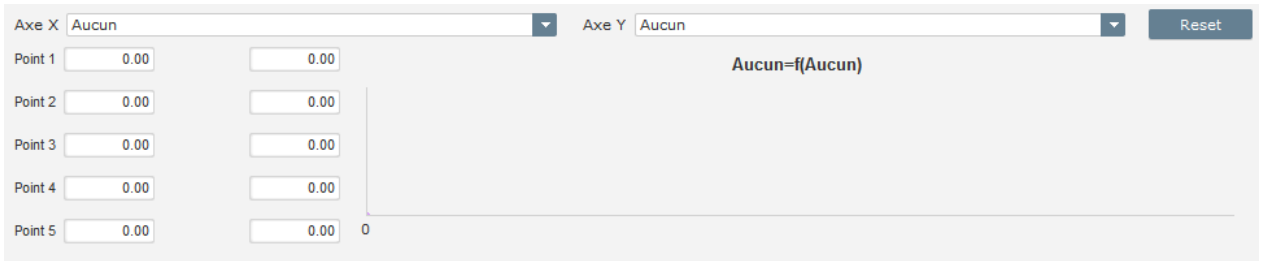 Axe X Aucun Axe Y Aucun Reset
Point 1 0.00 0.00
Aucun=f(Aucun)
Point 2 0.00 0.00
Point 3 0.00 0.00
Point 4 0.00 0.00
Point 5 0.00 0.00 0